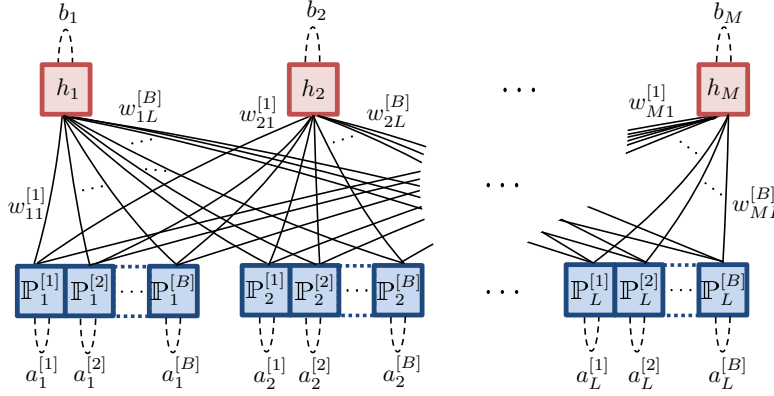 b_1 b_2 b_M
h_1 h_2 ... h_M
w_{1L}^{[B]} w_{21}^{[1]} w_{2L}^{[B]} w_{M1}^{[1]}
... ... ... ...
w_{11}^{[1]} ... ... ... w_{ML}^{[B]}
ℙ_1^{[1]} ℙ_1^{[2]} ... ℙ_1^{[B]} ℙ_2^{[1]} ℙ_2^{[2]} ... ℙ_2^{[B]} ... ℙ_L^{[1]} ℙ_L^{[2]} ... ℙ_L^{[B]}
a_1^{[1]} a_1^{[2]} a_1^{[B]} a_2^{[1]} a_2^{[2]} a_2^{[B]} a_L^{[1]} a_L^{[2]} a_L^{[B]}